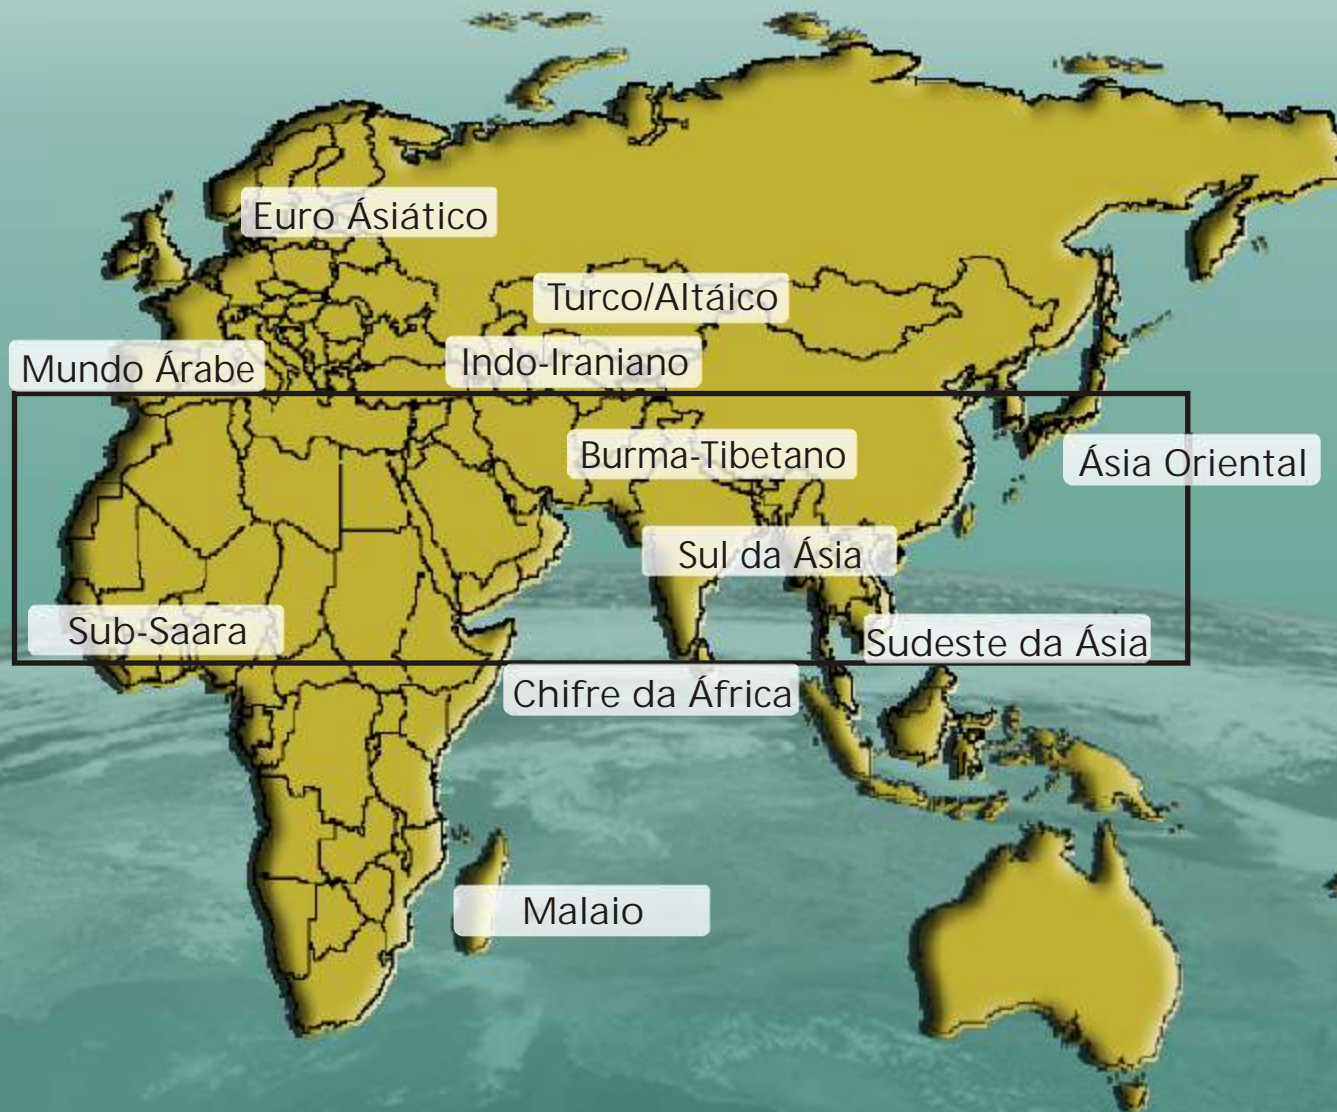 Euro Ásiático
Turco/Altáico
Indo-Iraniano
Mundo Árabe
Burma-Tibetano
Ásia Oriental
Sul da Ásia
Sub-Saara
Sudeste da Ásia
Chifre da África
Malaio